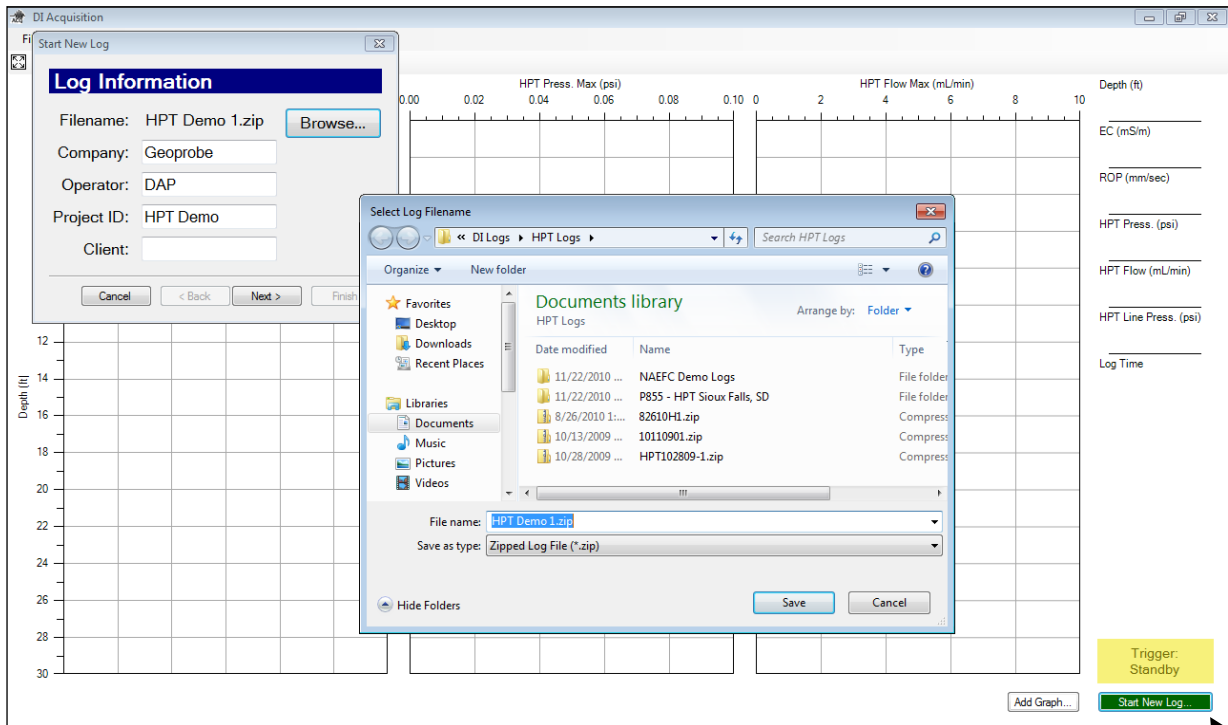 DI Acquisition
Fi
Start New Log
Log Information
Filename: HPT Demo 1.zip
Browse...
Company: Geoprobe
Operator: DAP
Project ID: HPT Demo
Client:
Cancel
< Back
Next >
Finish
HPT Press. Max (psi)
0.00 0.02 0.04 0.06 0.08 0.10
HPT Flow Max (mL/min)
0 2 4 6 8 10
Depth (ft)
EC (mS/m)
ROP (mm/sec)
HPT Press. (psi)
HPT Flow (mL/min)
HPT Line Press. (psi)
Log Time
Select Log Filename
« DI Logs HPT Logs
Search HPT Logs
Organize
New folder
Favorites
Desktop
Downloads
Recent Places
Libraries
Documents
Music
Pictures
Videos
Documents library
HPT Logs
Arrange by: Folder
Date modified Name Type
11/22/2010 ... NAEFC Demo Logs File folder
11/22/2010 ... P855 - HPT Sioux Falls, SD File folder
8/26/2010 1:... 82610H1.zip Compress
10/13/2009 ... 10110901.zip Compress
10/28/2009 ... HPT102809-1.zip Compress
File name: HPT Demo 1.zip
Save as type: Zipped Log File (*.zip)
Hide Folders
Save
Cancel
Depth (ft)
12
14
16
18
20
22
24
26
28
30
Trigger:
Standby
Add Graph...
Start New Log...